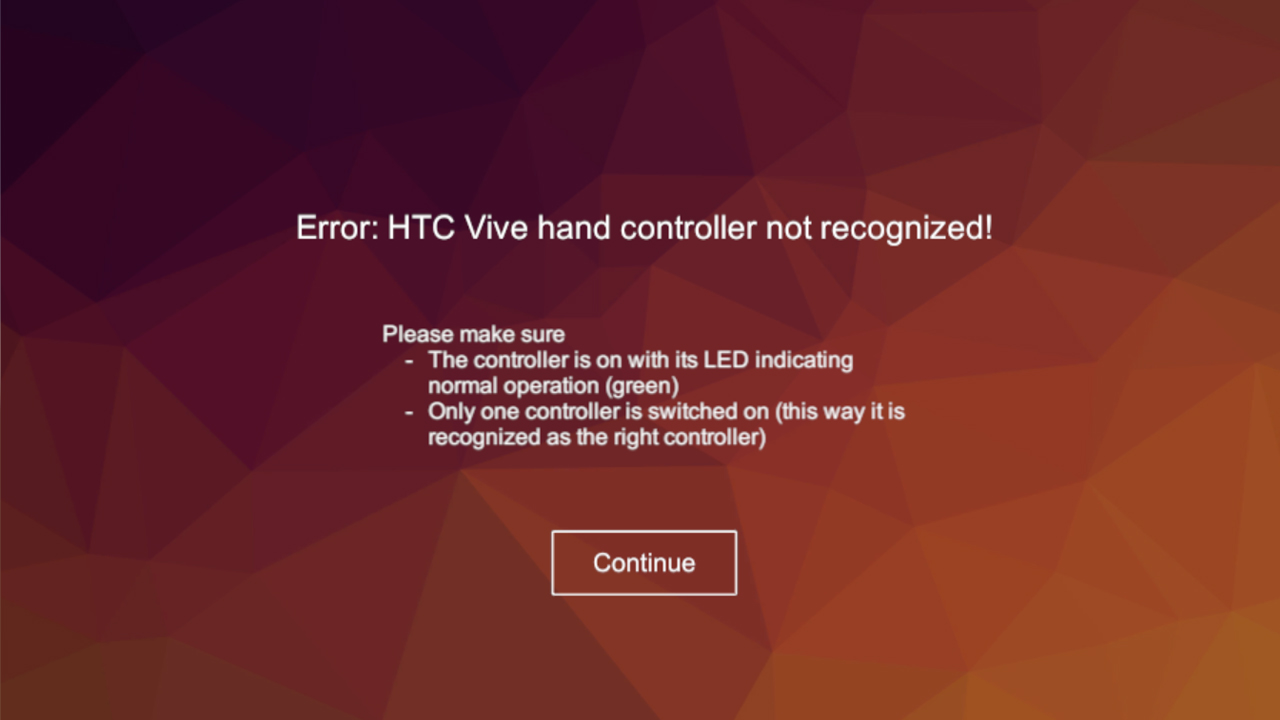 Error: HTC Vive hand controller not recognized!
Please make sure
- The controller is on with its LED indicating
normal operation (green)
- Only one controller is switched on (this way it is
recognized as the right controller)
Continue